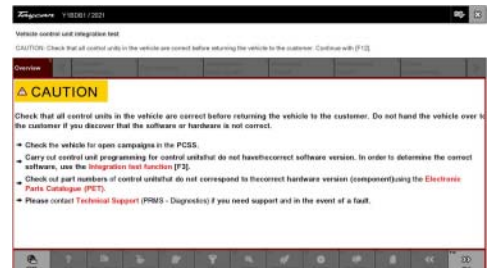 Taycan Y1BDB1 / 2021
Vehicle control unit integration test
CAUTION: Check that all control units in the vehicle are correct before returning the vehicle to the customer. Continue with [F12].
Overview
CAUTION
Check that all control units in the vehicle are correct before returning the vehicle to the customer. Do not hand the vehicle over to
the customer if you discover that the software or hardware is not correct.
Check the vehicle for open campaigns in the PCSS.
Carry out control unit programming for control unitsthat do not havethecorrect software version. In order to determine the correct
software, use the Integration test function [F3].
Check out part numbers of control unitsthat do not correspond to thecorrect hardware version (component)using the Electronic
Parts Catalogue (PET).
Please contact Technical Support (PRMS - Diagnostics) if you need support and in the event of a fault.